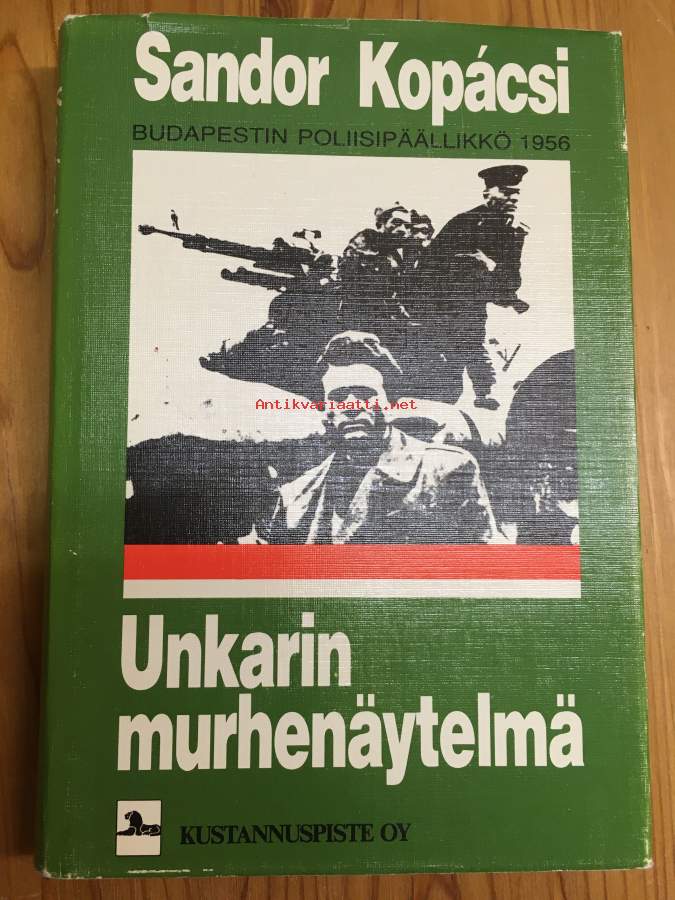 Sandor Kopácsi
BUDAPESTIN POLIISIPÄÄLLIKKÖ 1956
Antikvariaatti.net
Unkarin
murhenäytelmä
KUSTANNUSPISTE OY